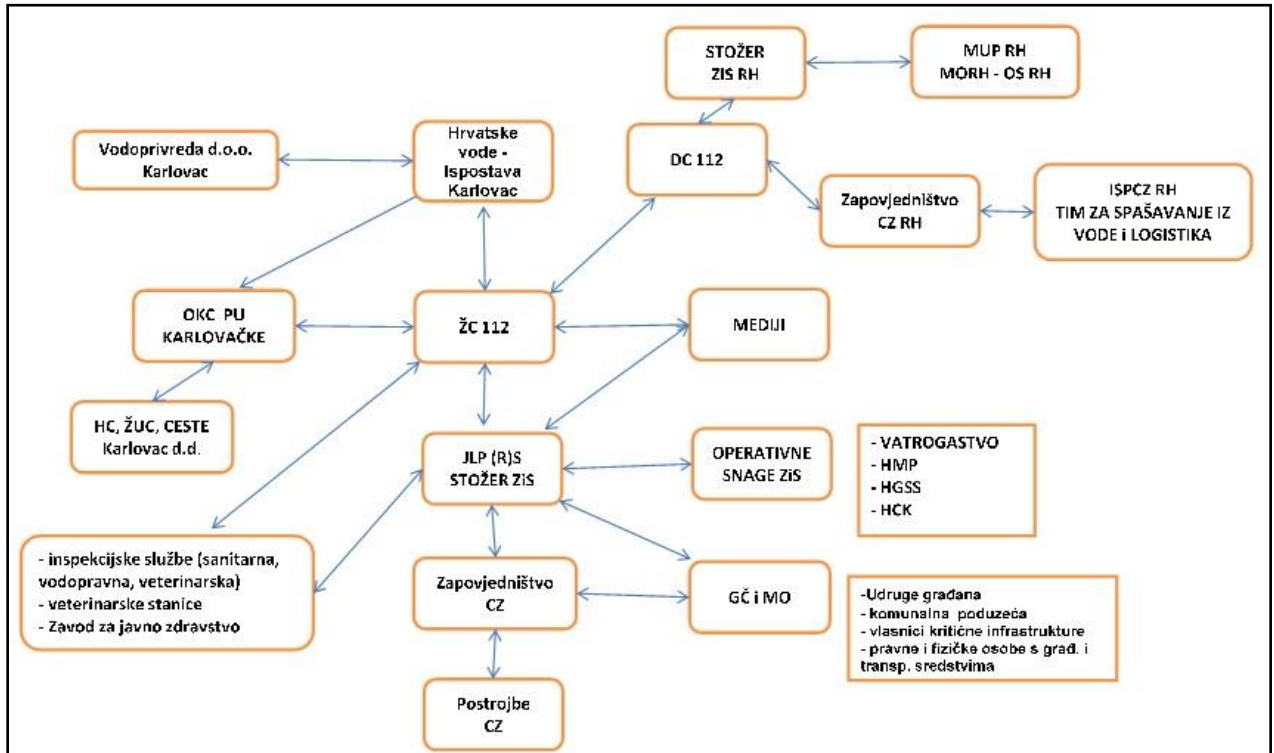 STOŽER
ZIS RH
MUP RH
MORH - OS RH
Vodoprivreda d.o.o.
Karlovac
Hrvatske
vode -
Ispostava
Karlovac
DC 112
Zapovjedništvo
CZ RH
ISPCZ RH
TIM ZA SPAŠAVANJE IZ
VODE i LOGISTIKA
OKC PU
KARLOVAČKE
ŽC 112
MEDIJI
HC, ŽUC, CESTE
Karlovac d.d.
JLP (R)S
STOŽER ZiS
OPERATIVNE
SNAGE ZiS
- VATROGASTVO
- HMP
- HGSS
- HCK
- inspekcijske službe (sanitarna,
vodopravna, veterinarska)
- veterinarske stanice
- Zavod za javno zdravstvo
Zapovjedništvo
CZ
GČ i MO
-Udruge građana
- komunalna poduzeća
- vlasnici kritične infrastrukture
- pravne i fizičke osobe s građ. i
transp. sredstvima
Postrojbe
CZ